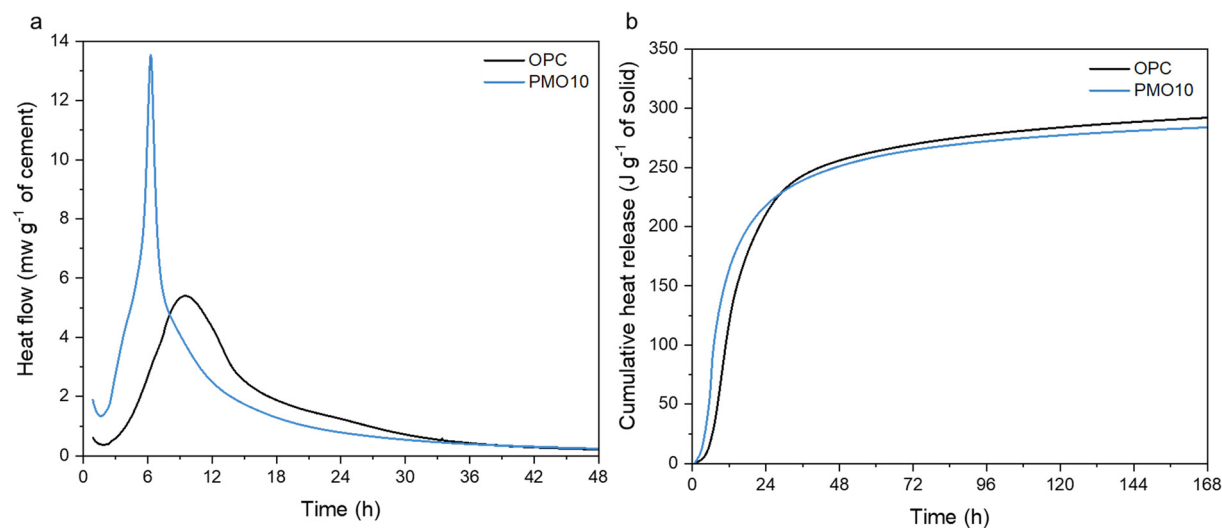 a
OPC
PMO10
Heat flow (mw g-1 of cement)
14
12
10
8
6
4
2
0
0 6 12 18 24 30 36 42 48
Time (h)
b
OPC
PMO10
Cumulative heat release (J g-1 of solid)
350
300
250
200
150
100
50
0
0 24 48 72 96 120 144 168
Time (h)